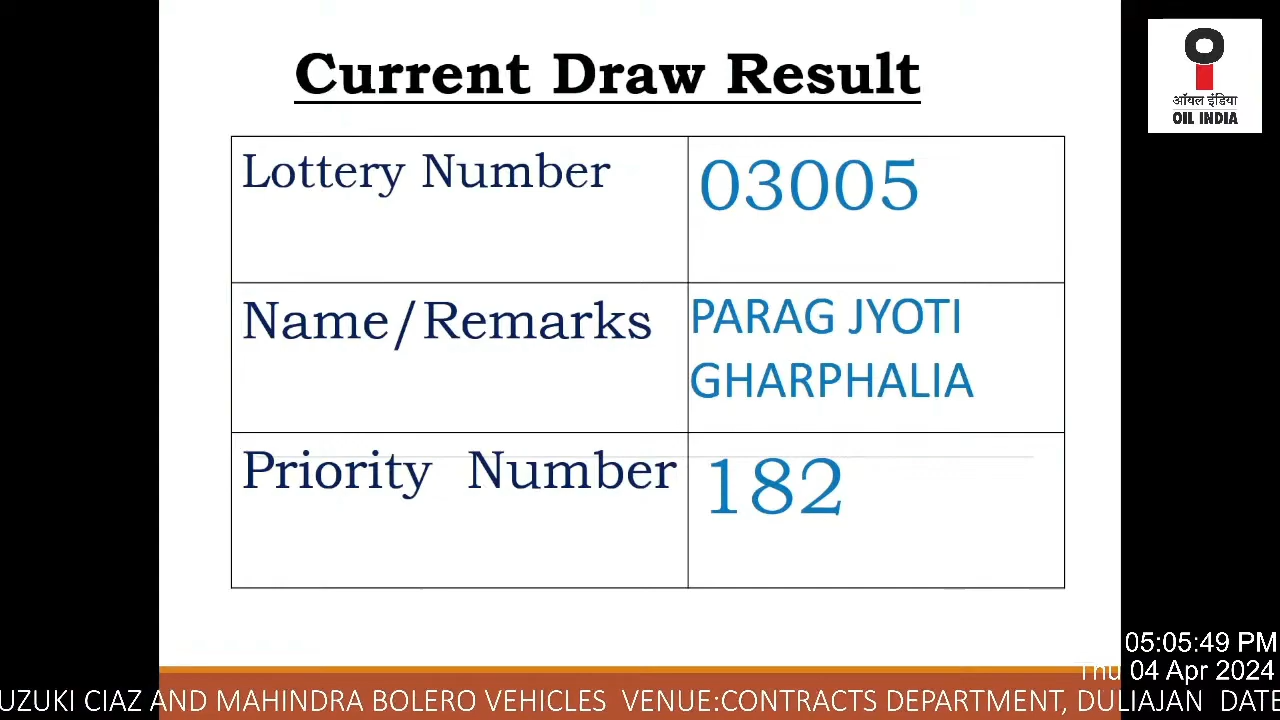 Current Draw Result
ऑयल इंडिया
OIL INDIA
Lottery Number 03005
Name/Remarks PARAG JYOTI
GHARPHALIA
Priority Number 182
05:05:49 PM
Thu 04 Apr 2024
UZUKI CIAZ AND MAHINDRA BOLERO VEHICLES VENUE:CONTRACTS DEPARTMENT, DULIAJAN DATE